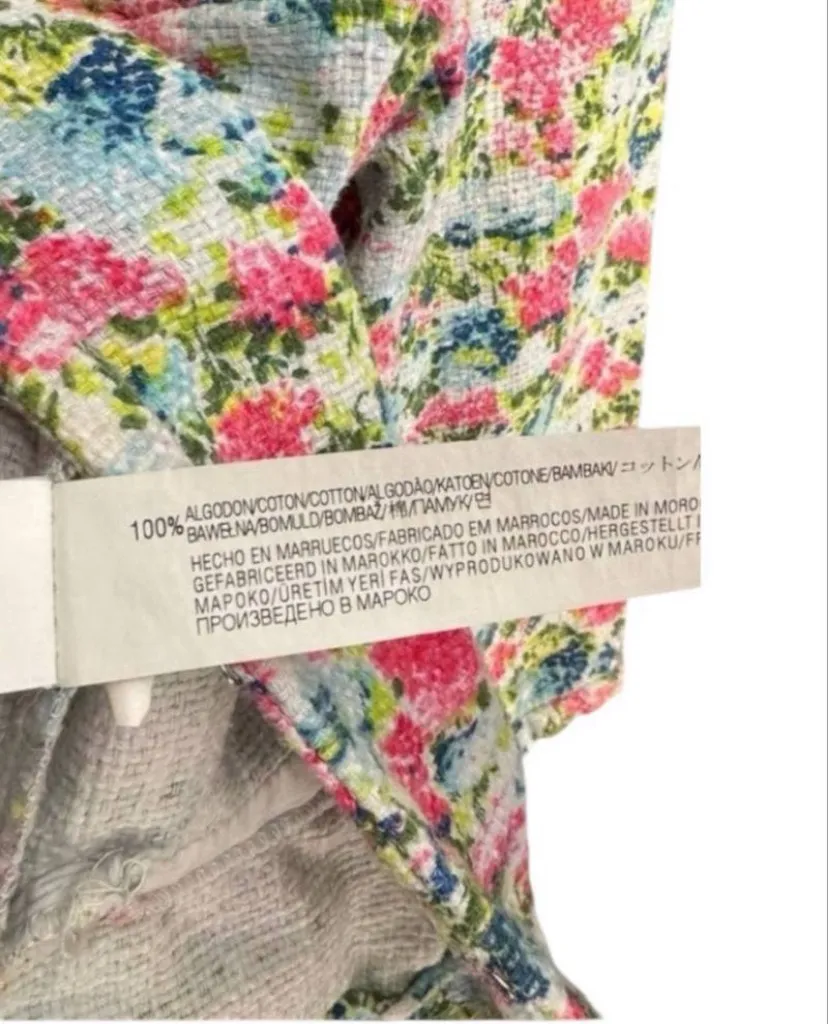 100% ALGODON/COTON/COTTON/ALGODÃO/KATOEN/COTONE/BAMBAKI/コットン/
BAWEŁNA/BOMULD/BOMBAŽ/棉/ПАМУК/면
HECHO EN MARRUECOS/FABRICADO EM MARROCOS/MADE IN MORO
GEFABRICEERD IN MAROKKO/FATTO IN MAROCCO/HERGESTELLT I
MAPOKO/ÜRETİM YERİ FAS/WYPRODUKOWANO W MAROKU/FF
ПРОИЗВЕДЕНО В МАРОКО